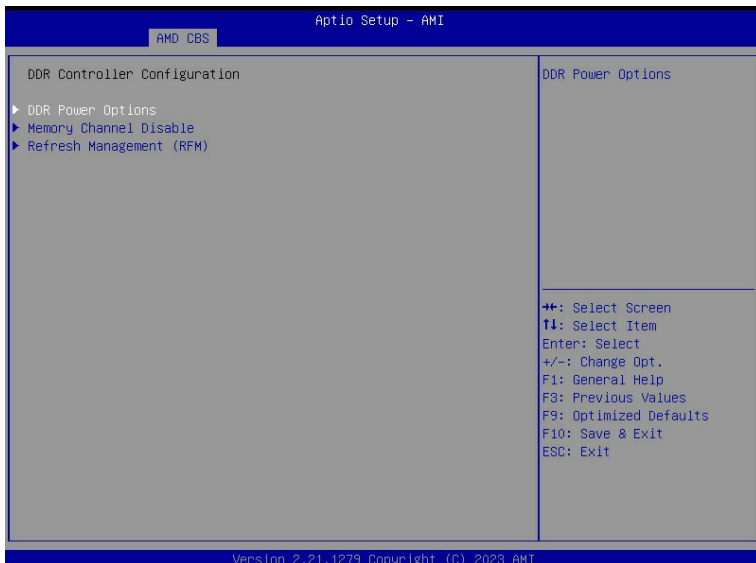 Aptio Setup – AMI
AMD CBS
DDR Controller Configuration
DDR Power Options
Memory Channel Disable
Refresh Management (RFM)
DDR Power Options
→←: Select Screen
↑↓: Select Item
Enter: Select
+/-: Change Opt.
F1: General Help
F3: Previous Values
F9: Optimized Defaults
F10: Save & Exit
ESC: Exit
Version 2.21.1279 Copyright (C) 2023 AMI